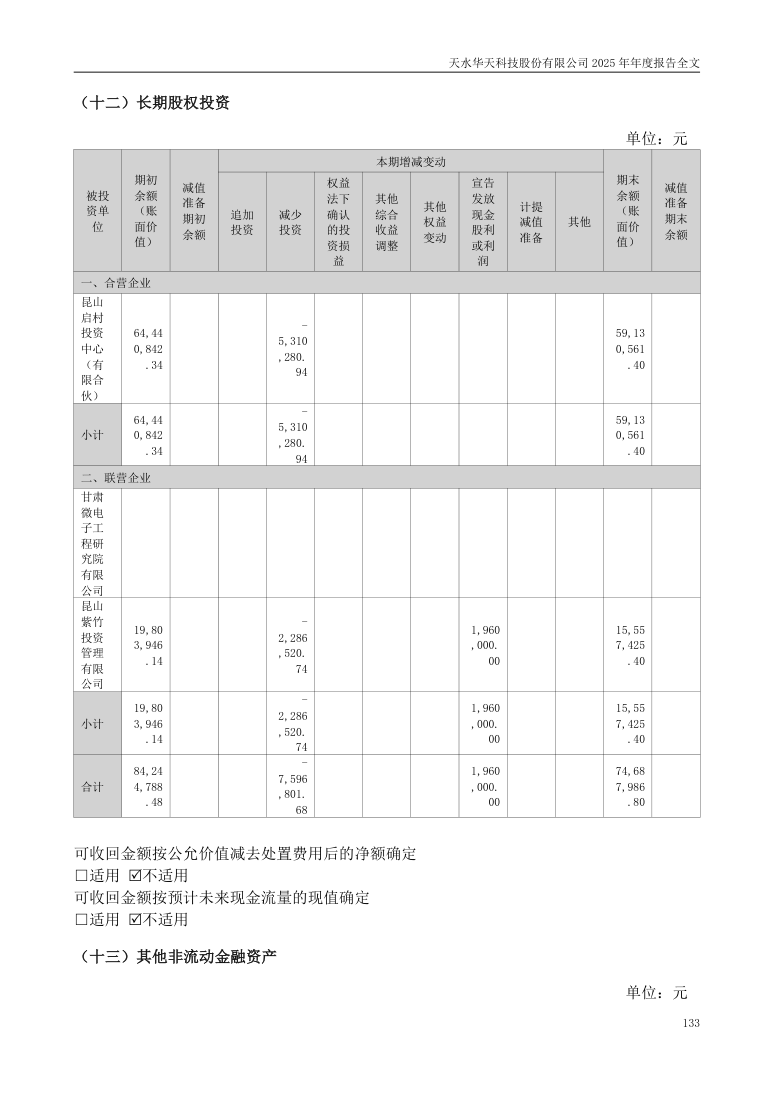 天水华天科技股份有限公司 2025 年年度报告全文
（十二）长期股权投资
单位：元
被投资单位 期初余额（账面价值） 减值准备期初余额 本期增减变动 期末余额（账面价值） 减值准备期末余额
追加投资 减少投资 权益法下确认的投资损益 其他综合收益调整 其他权益变动 宣告发放现金股利或利润 计提减值准备 其他
一、合营企业
昆山启村投资中心（有限合伙） 64,440,842.34 -5,310,280.94 59,130,561.40
小计 64,440,842.34 -5,310,280.94 59,130,561.40
二、联营企业
甘肃微电子工程研究院有限公司
昆山紫竹投资管理有限公司 19,803,946.14 -2,286,520.74 1,960,000.00 15,557,425.40
小计 19,803,946.14 -2,286,520.74 1,960,000.00 15,557,425.40
合计 84,244,788.48 -7,596,801.68 1,960,000.00 74,687,986.80
可收回金额按公允价值减去处置费用后的净额确定
□适用 ☑不适用
可收回金额按预计未来现金流量的现值确定
□适用 ☑不适用
（十三）其他非流动金融资产
单位：元
133